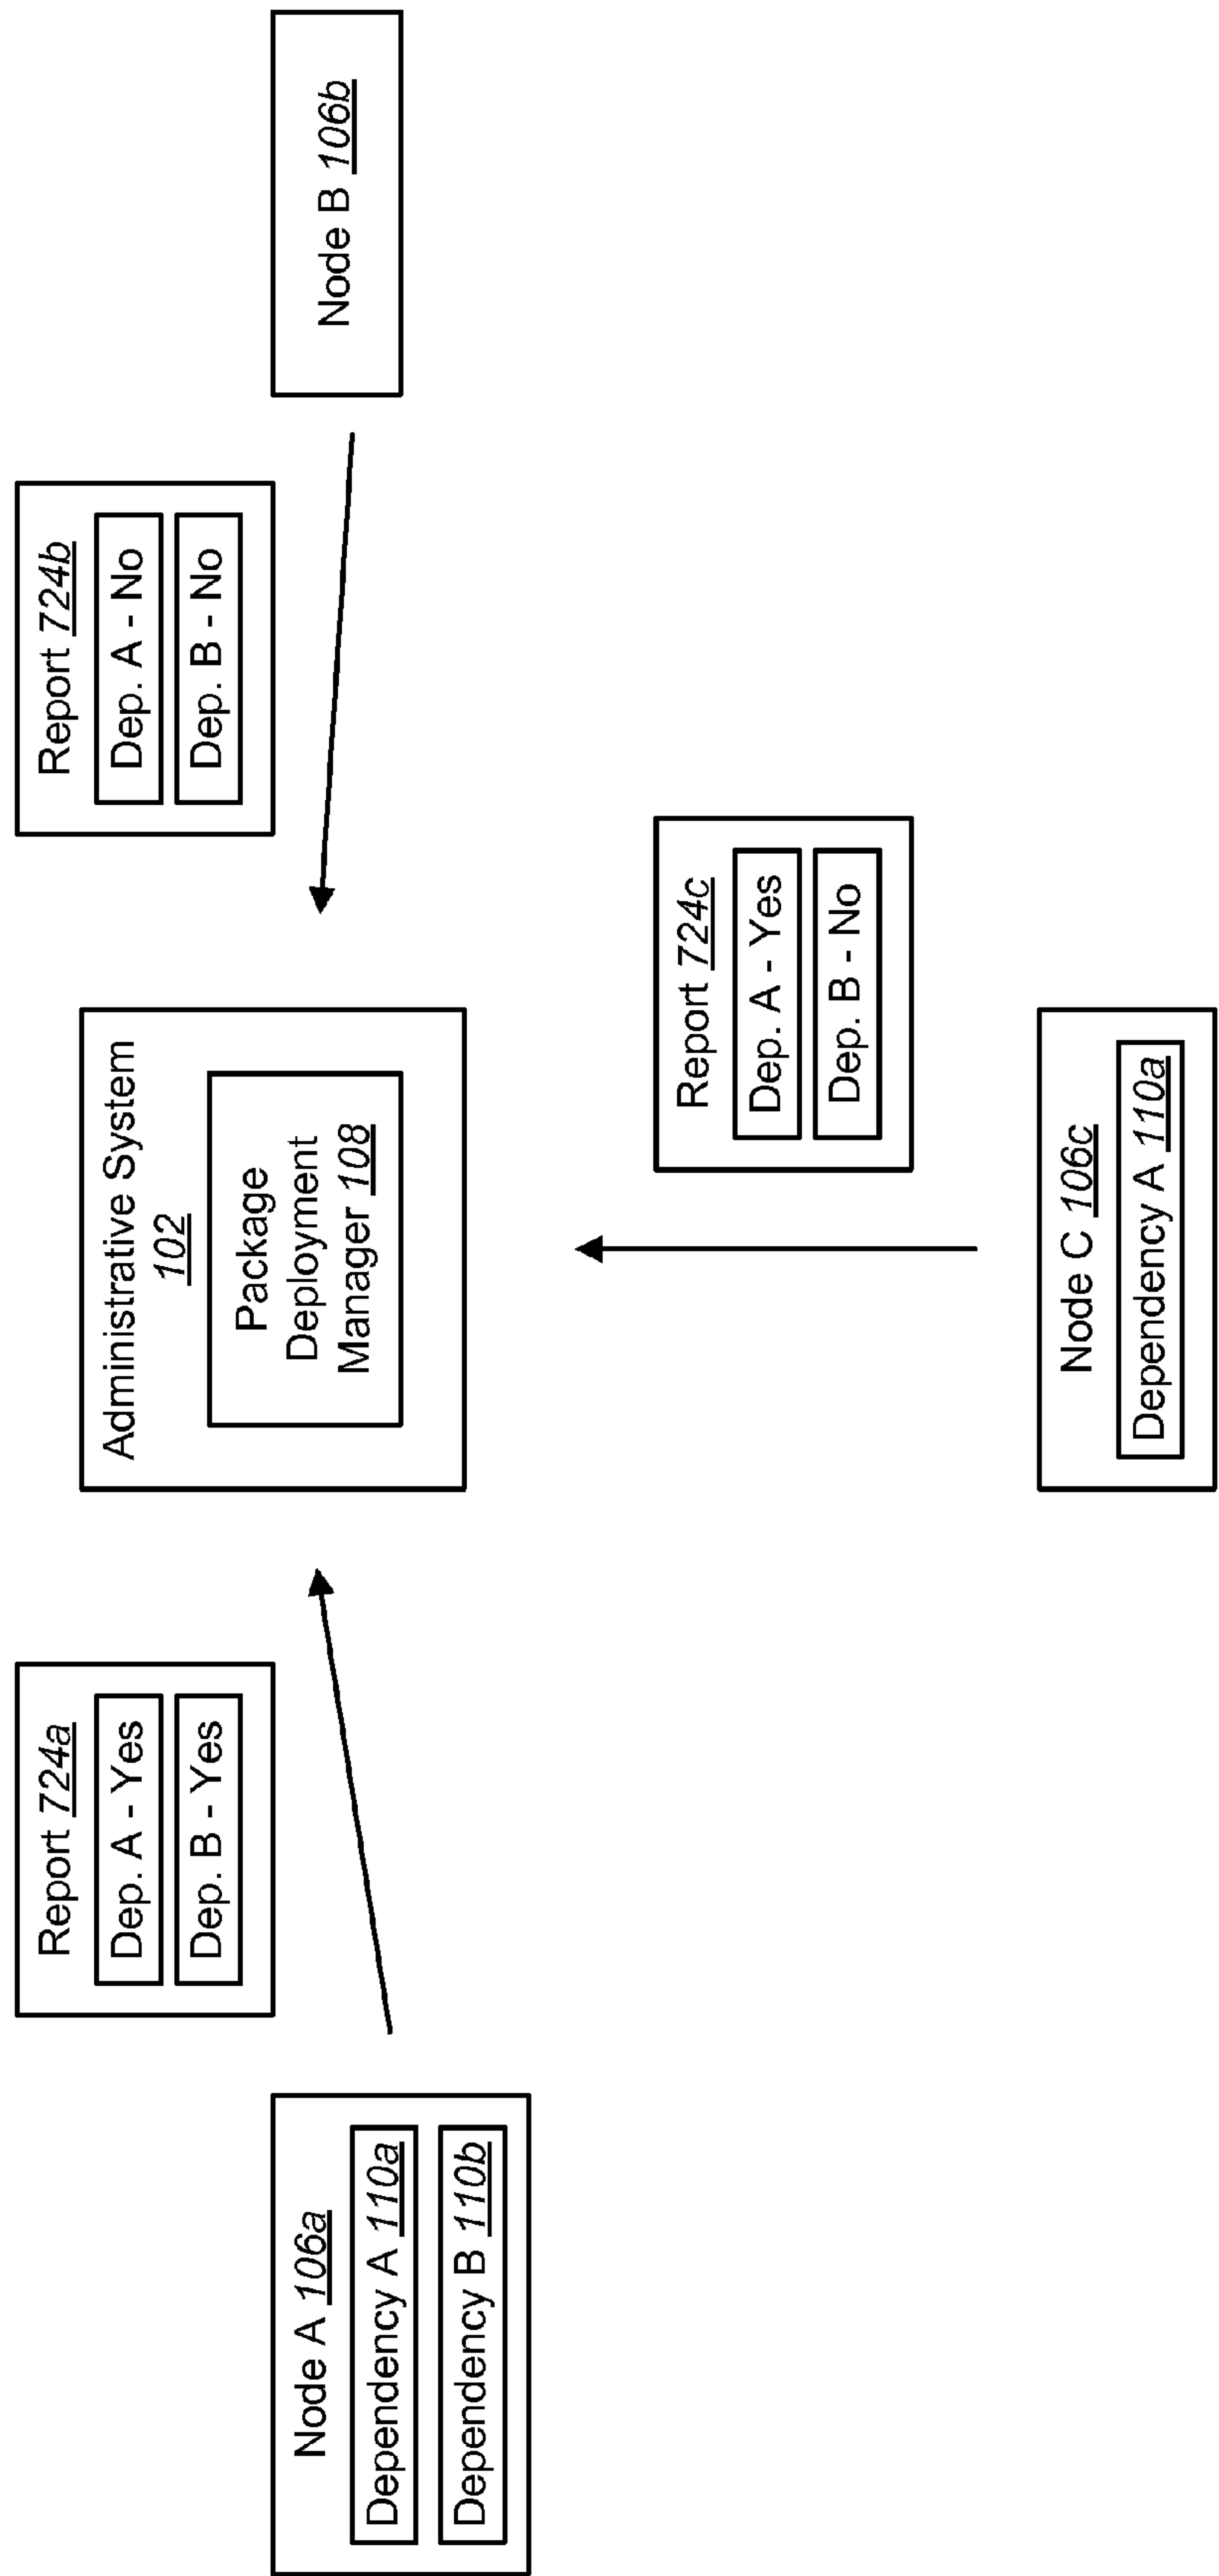 Report 724a
Dep. A - Yes
Dep. B - Yes
Administrative System
102
Package
Deployment
Manager 108
Report 724b
Dep. A - No
Dep. B - No
Node A 106a
Dependency A 110a
Dependency B 110b
Node B 106b
Report 724c
Dep. A - Yes
Dep. B - No
Node C 106c
Dependency A 110a